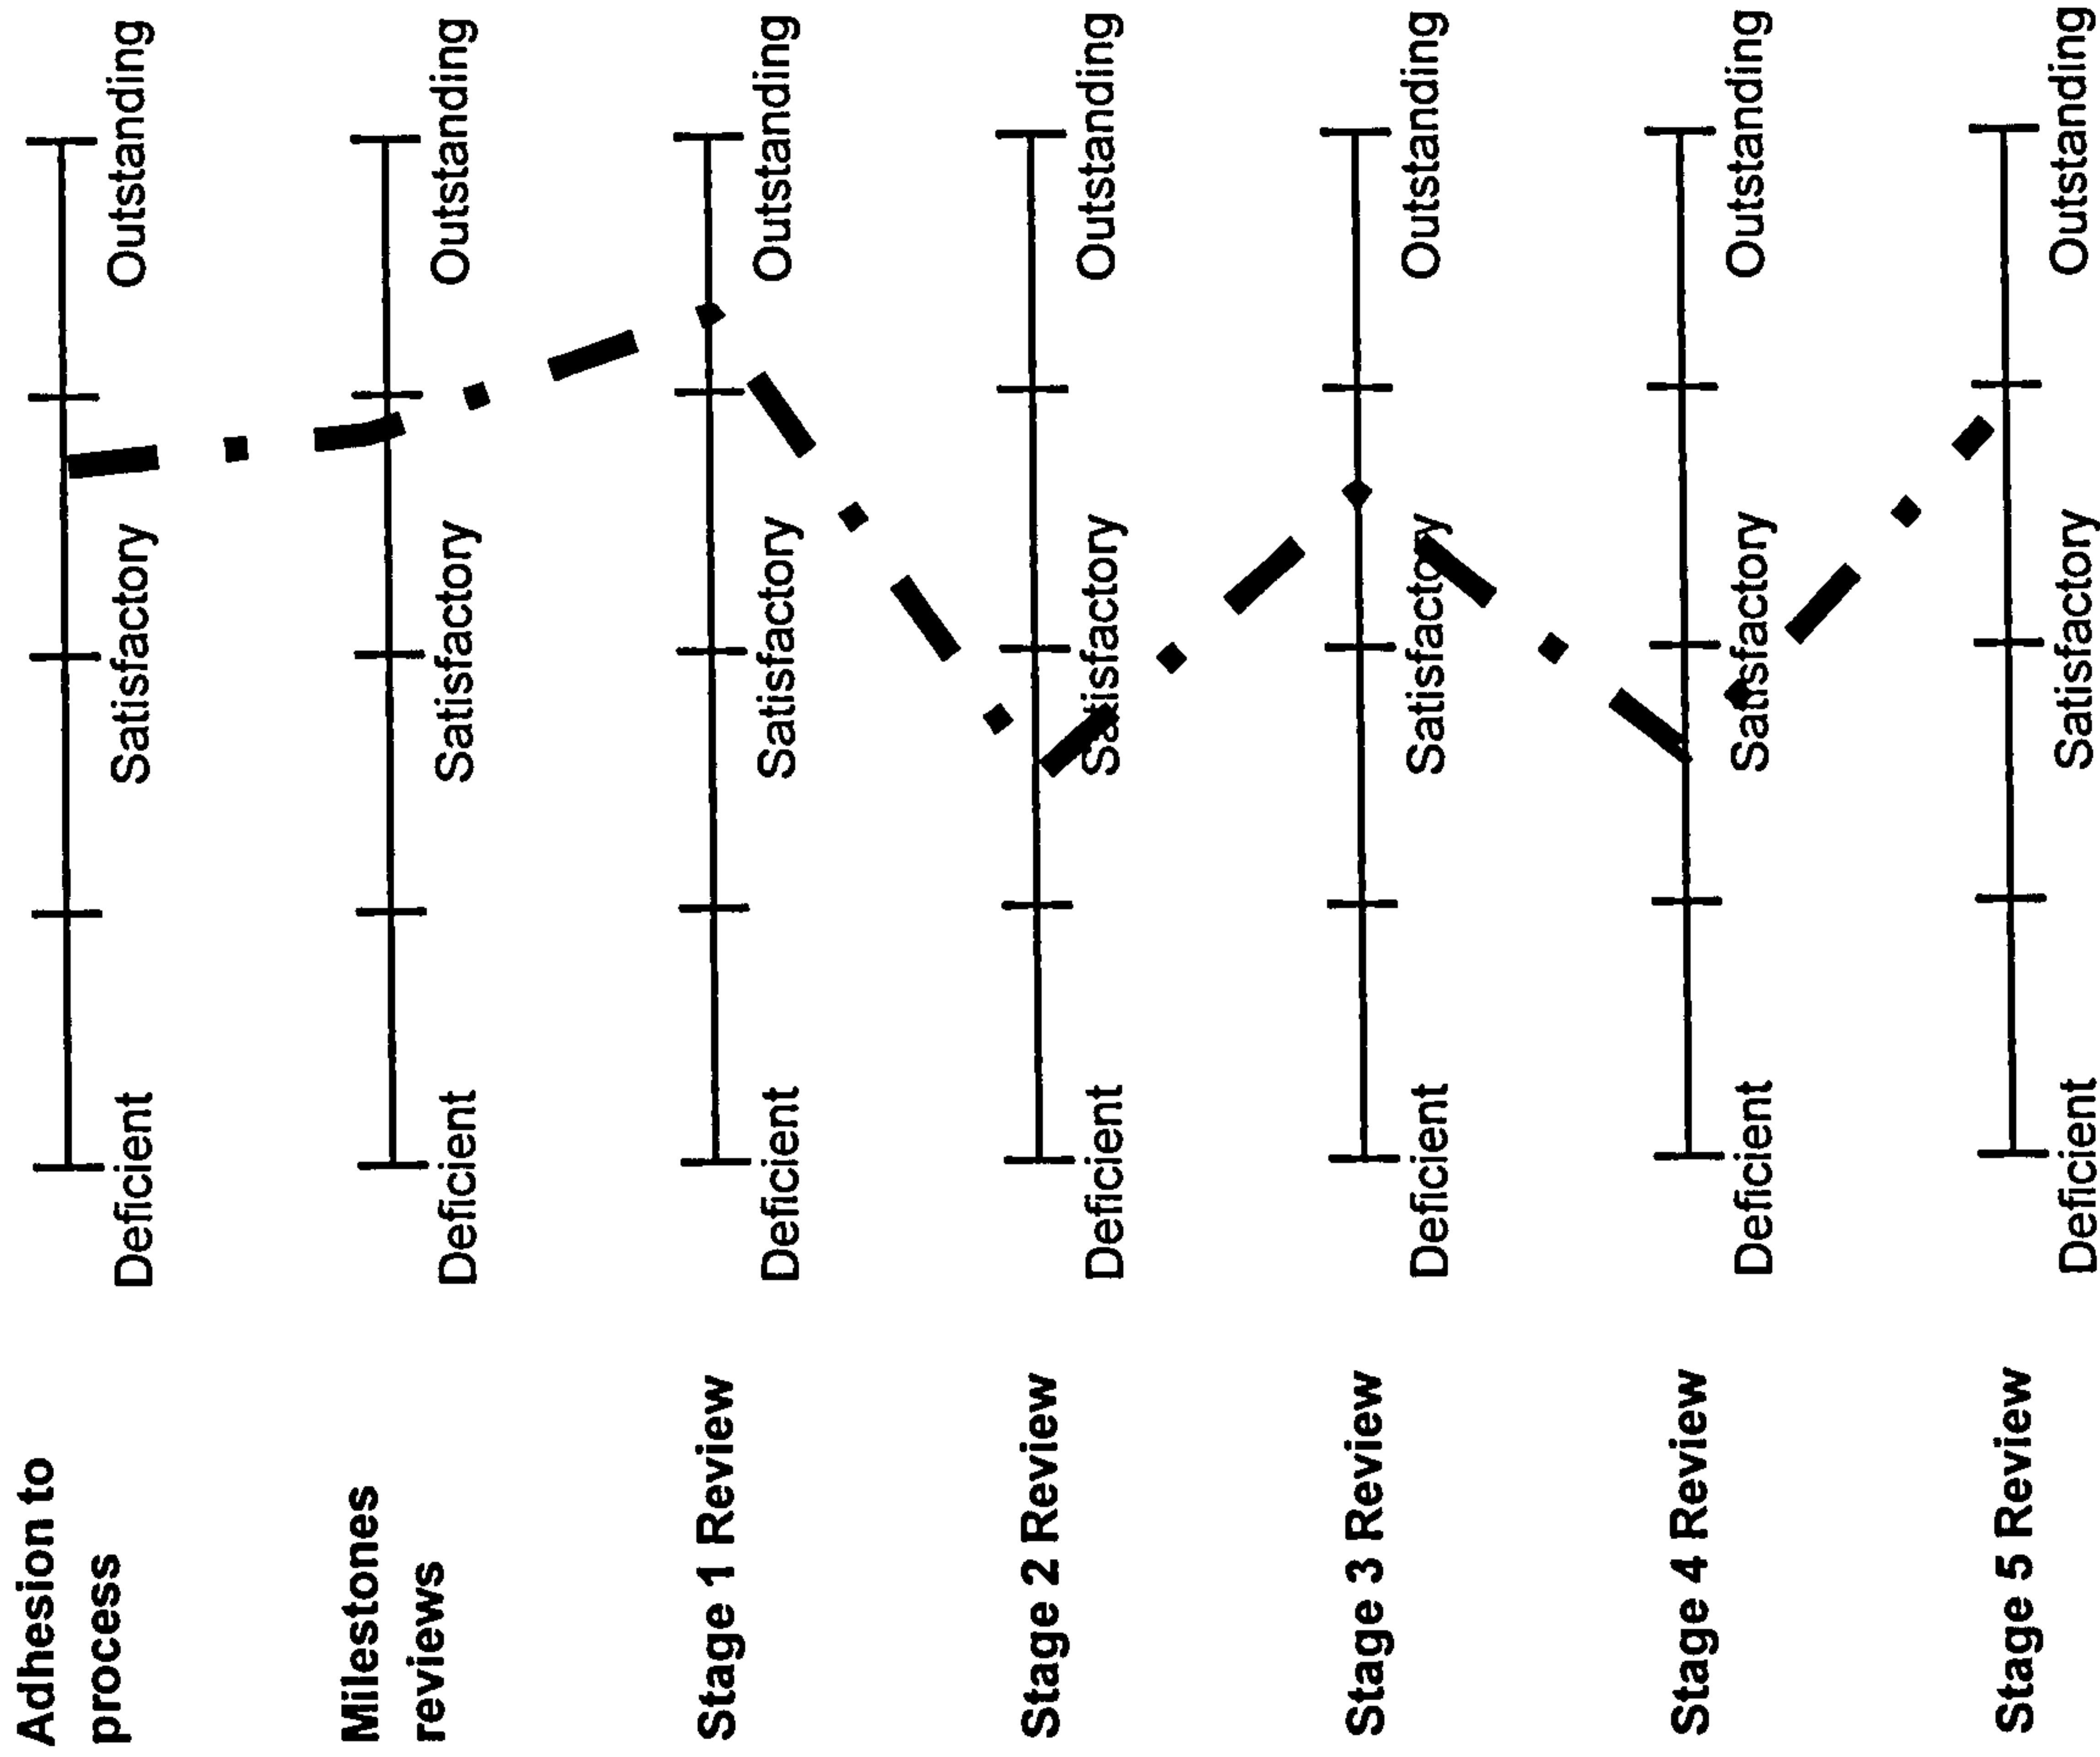 Adhesion to
process
Deficient Satisfactory Outstanding
Milestones
reviews
Deficient Satisfactory Outstanding
Stage 1 Review
Deficient Satisfactory Outstanding
Stage 2 Review
Deficient Satisfactory Outstanding
Stage 3 Review
Deficient Satisfactory Outstanding
Stage 4 Review
Deficient Satisfactory Outstanding
Stage 5 Review
Deficient Satisfactory Outstanding